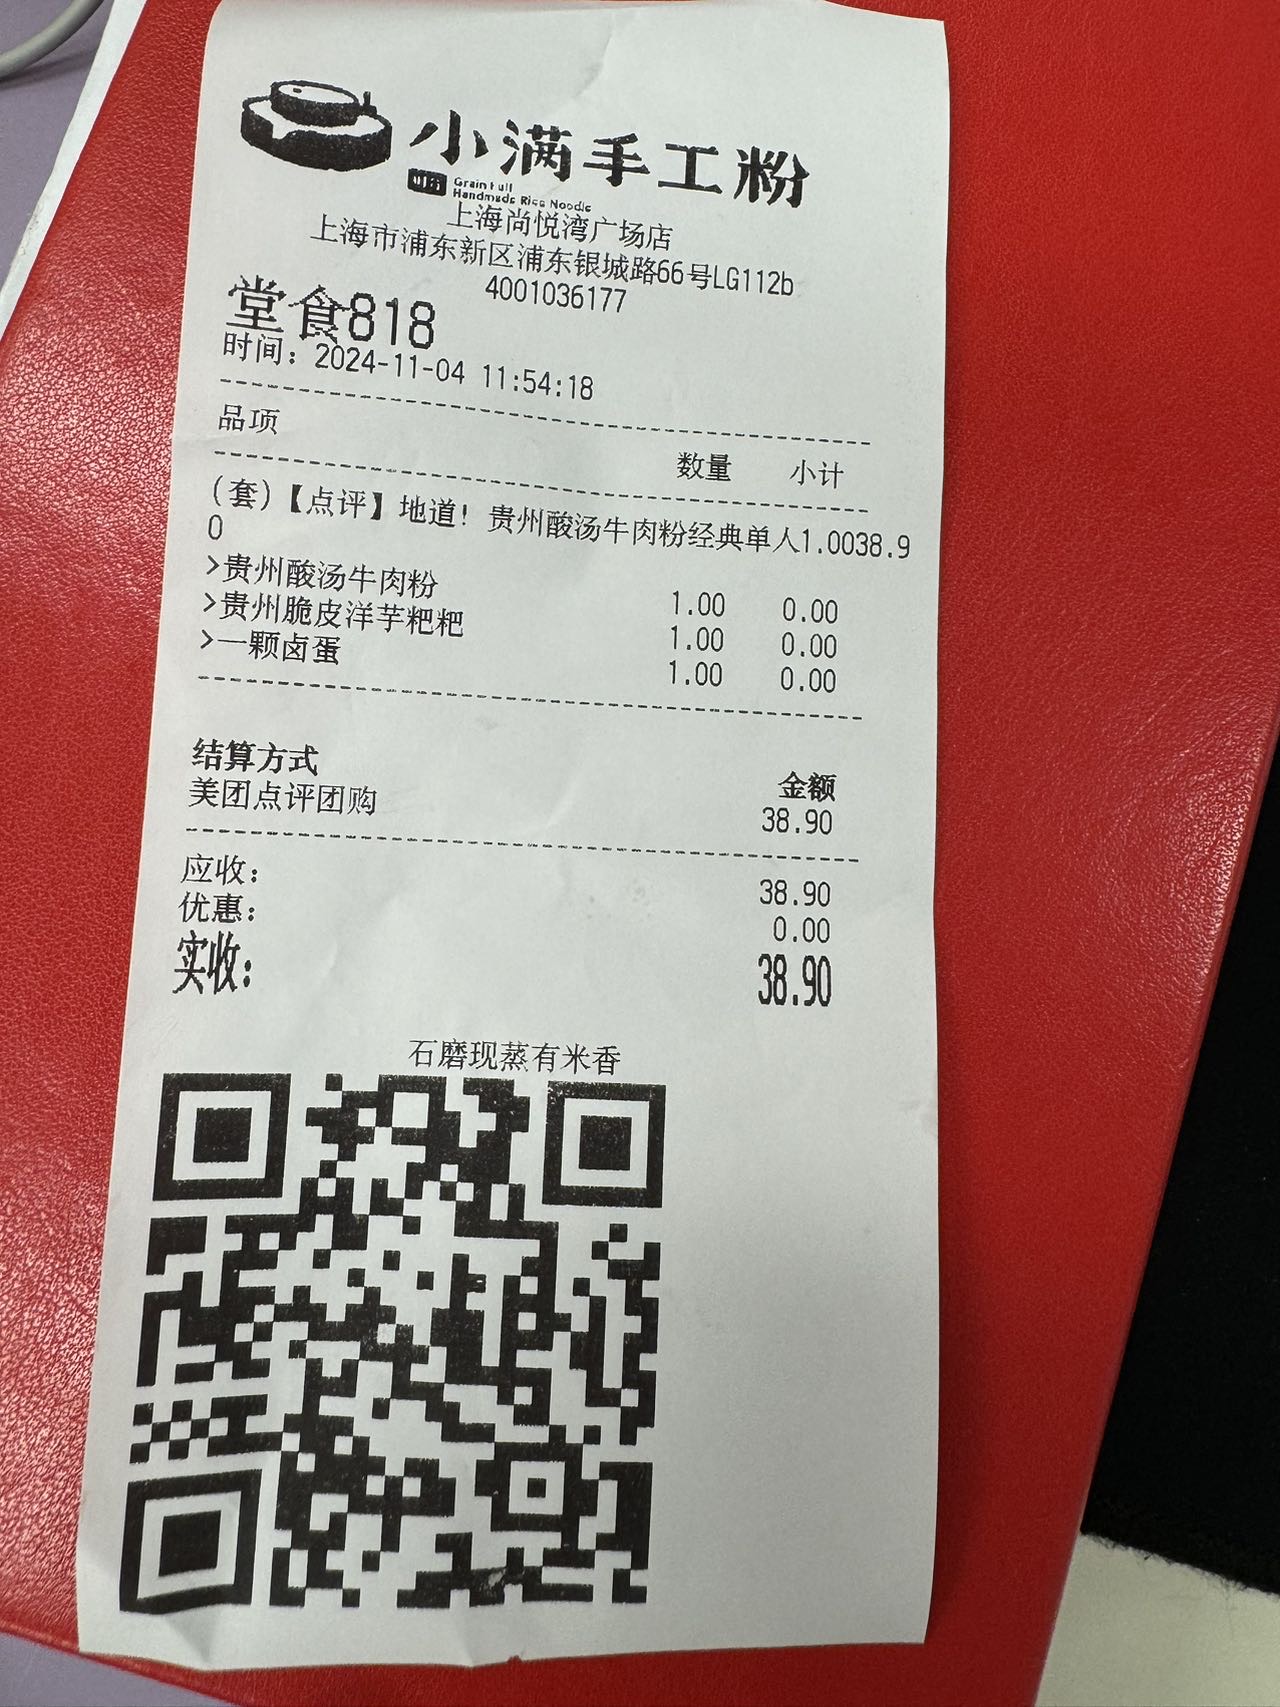 小满手工粉
Grain Full
Handmade Rice Noodle
上海尚悦湾广场店
上海市浦东新区浦东银城路66号LG112b
4001036177
堂食818
时间：2024-11-04 11:54:18
品项 数量 小计
(套)【点评】地道！贵州酸汤牛肉粉经典单人1.0038.9
0
>贵州酸汤牛肉粉 1.00 0.00
>贵州脆皮洋芋粑粑 1.00 0.00
>一颗卤蛋 1.00 0.00
结算方式 金额
美团点评团购 38.90
应收： 38.90
优惠： 0.00
实收： 38.90
石磨现蒸有米香